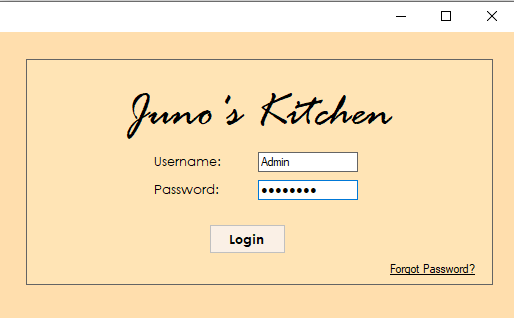 Juno's Kitchen
Username: Admin
Password: ●●●●●●●●
Login
Forgot Password?